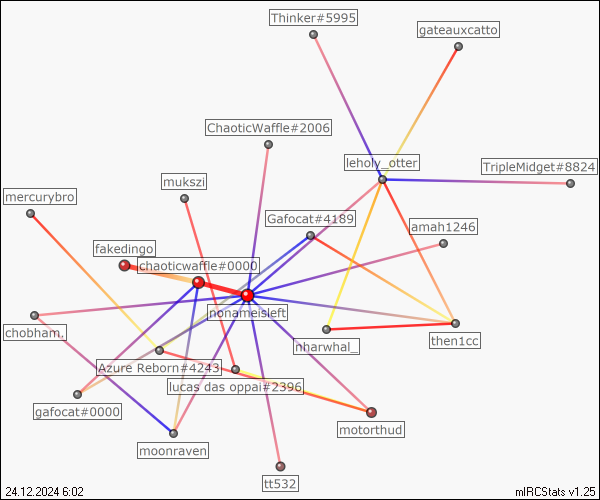 Thinker#5995
gateauxcatto
ChaoticWaffle#2006
leholy_otter
TripleMidget#8824
mukszi
mercurybro
Gafocat#4189
amah1246
fakedingo
chaoticwaffle#0000
nonameisleft
chobham.
nharwhal_
then1cc
Azure Reborn#4243
lucas das oppai#2396
gafocat#0000
motorthud
moonraven
tt532
24.12.2024 6:02
mIRCStats v1.25